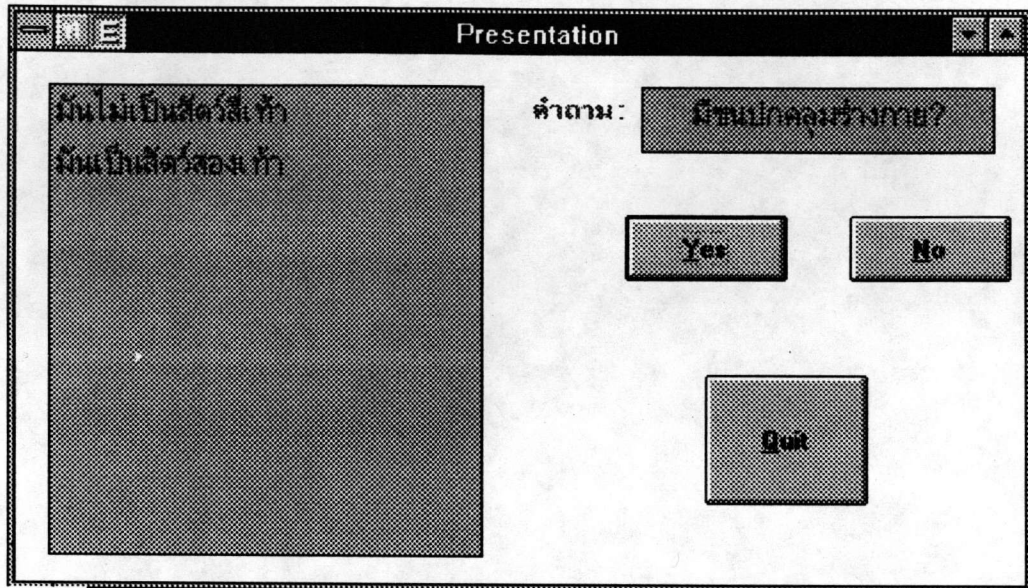 ก E Presentation
มันไม่เป็นสัตว์สี่เท้า
มันเป็นสัตว์สองเท้า
คำถาม: มีขนปกคลุมร่างกาย?
Yes No
Quit